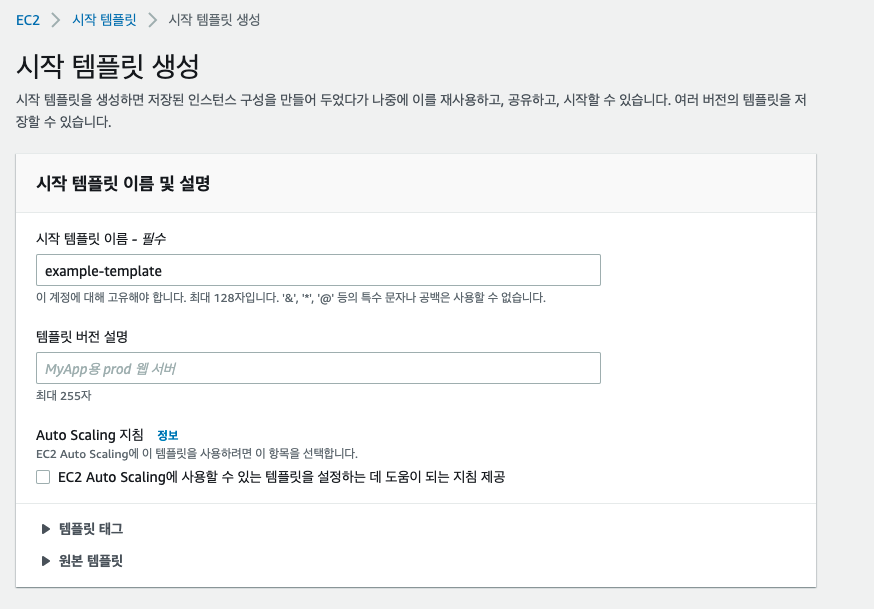 EC2 > 시작 템플릿 > 시작 템플릿 생성
시작 템플릿 생성
시작 템플릿을 생성하면 저장된 인스턴스 구성을 만들어 두었다가 나중에 이를 재사용하고, 공유하고, 시작할 수 있습니다. 여러 버전의 템플릿을 저
장할 수 있습니다.
시작 템플릿 이름 및 설명
시작 템플릿 이름 - 필수
example-template
이 계정에 대해 고유해야 합니다. 최대 128자입니다. '&', '*', '@' 등의 특수 문자나 공백은 사용할 수 없습니다.
템플릿 버전 설명
MyApp용 prod 웹 서버
최대 255자
Auto Scaling 지침 정보
EC2 Auto Scaling에 이 템플릿을 사용하려면 이 항목을 선택합니다.
EC2 Auto Scaling에 사용할 수 있는 템플릿을 설정하는 데 도움이 되는 지침 제공
템플릿 태그
원본 템플릿